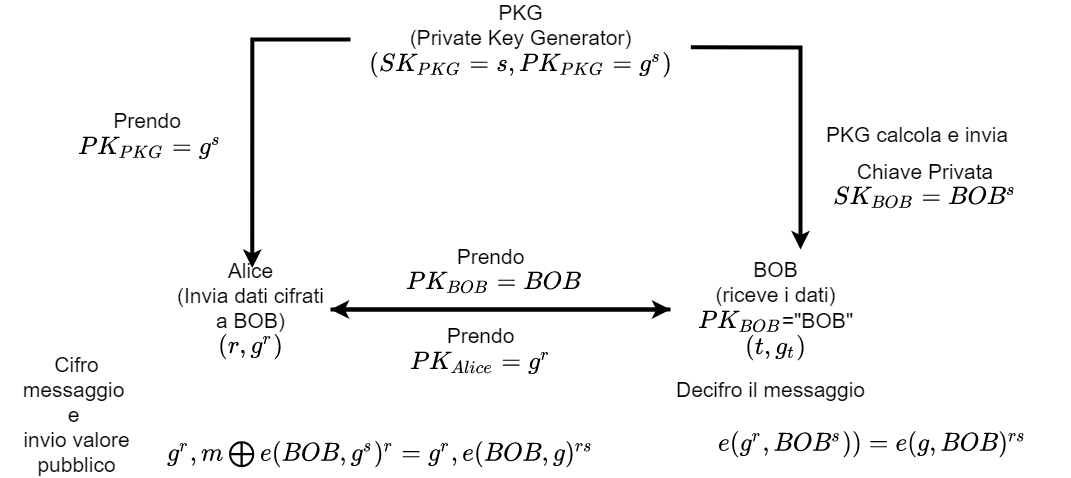 PKG
(Private Key Generator)
(SK_{PKG} = s, PK_{PKG} = g^s)
Prendo
PK_{PKG} = g^s
PKG calcola e invia
Chiave Privata
SK_{BOB} = BOB^s
Alice
(Invia dati cifrati
a BOB)
(r, g^r)
Prendo
PK_{BOB} = BOB
Prendo
PK_{Alice} = g^r
BOB
(riceve i dati)
PK_{BOB}="BOB"
(t, g_t)
Cifro
messaggio
e
invio valore
pubblico
g^r, m ⨁ e(BOB, g^s)^r = g^r, e(BOB, g)^{rs}
Decifro il messaggio
e(g^r, BOB^s)) = e(g, BOB)^{rs}